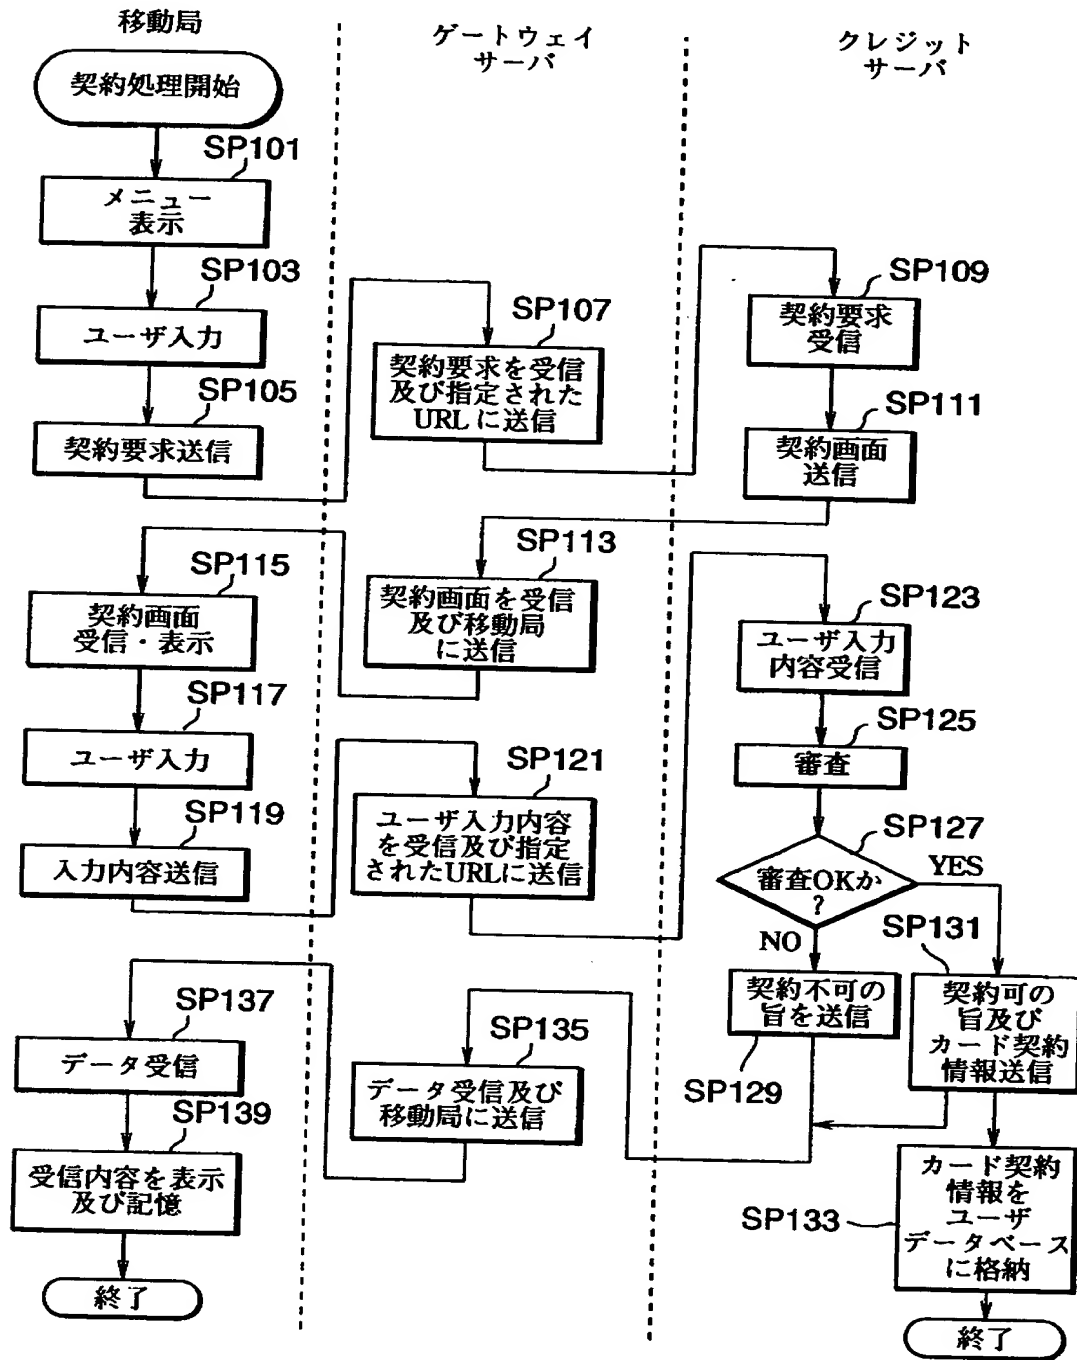 移動局
ゲートウェイ
サーバ
クレジット
サーバ
契約処理開始
SP101
メニュー
表示
SP103
ユーザ入力
SP105
契約要求送信
SP107
契約要求を受信
及び指定された
URLに送信
SP109
契約要求
受信
SP111
契約画面
送信
SP113
契約画面を受信
及び移動局
に送信
SP115
契約画面
受信・表示
SP117
ユーザ入力
SP119
入力内容送信
SP121
ユーザ入力内容
を受信及び指定
されたURLに送信
SP123
ユーザ入力
内容受信
SP125
審査
SP127
審査OKか
?
YES
NO
SP129
契約不可の
旨を送信
SP131
契約可の
旨及び
カード契約
情報送信
SP133
カード契約
情報を
ユーザ
データベース
に格納
終了
SP135
データ受信及び
移動局に送信
SP137
データ受信
SP139
受信内容を表示
及び記憶
終了